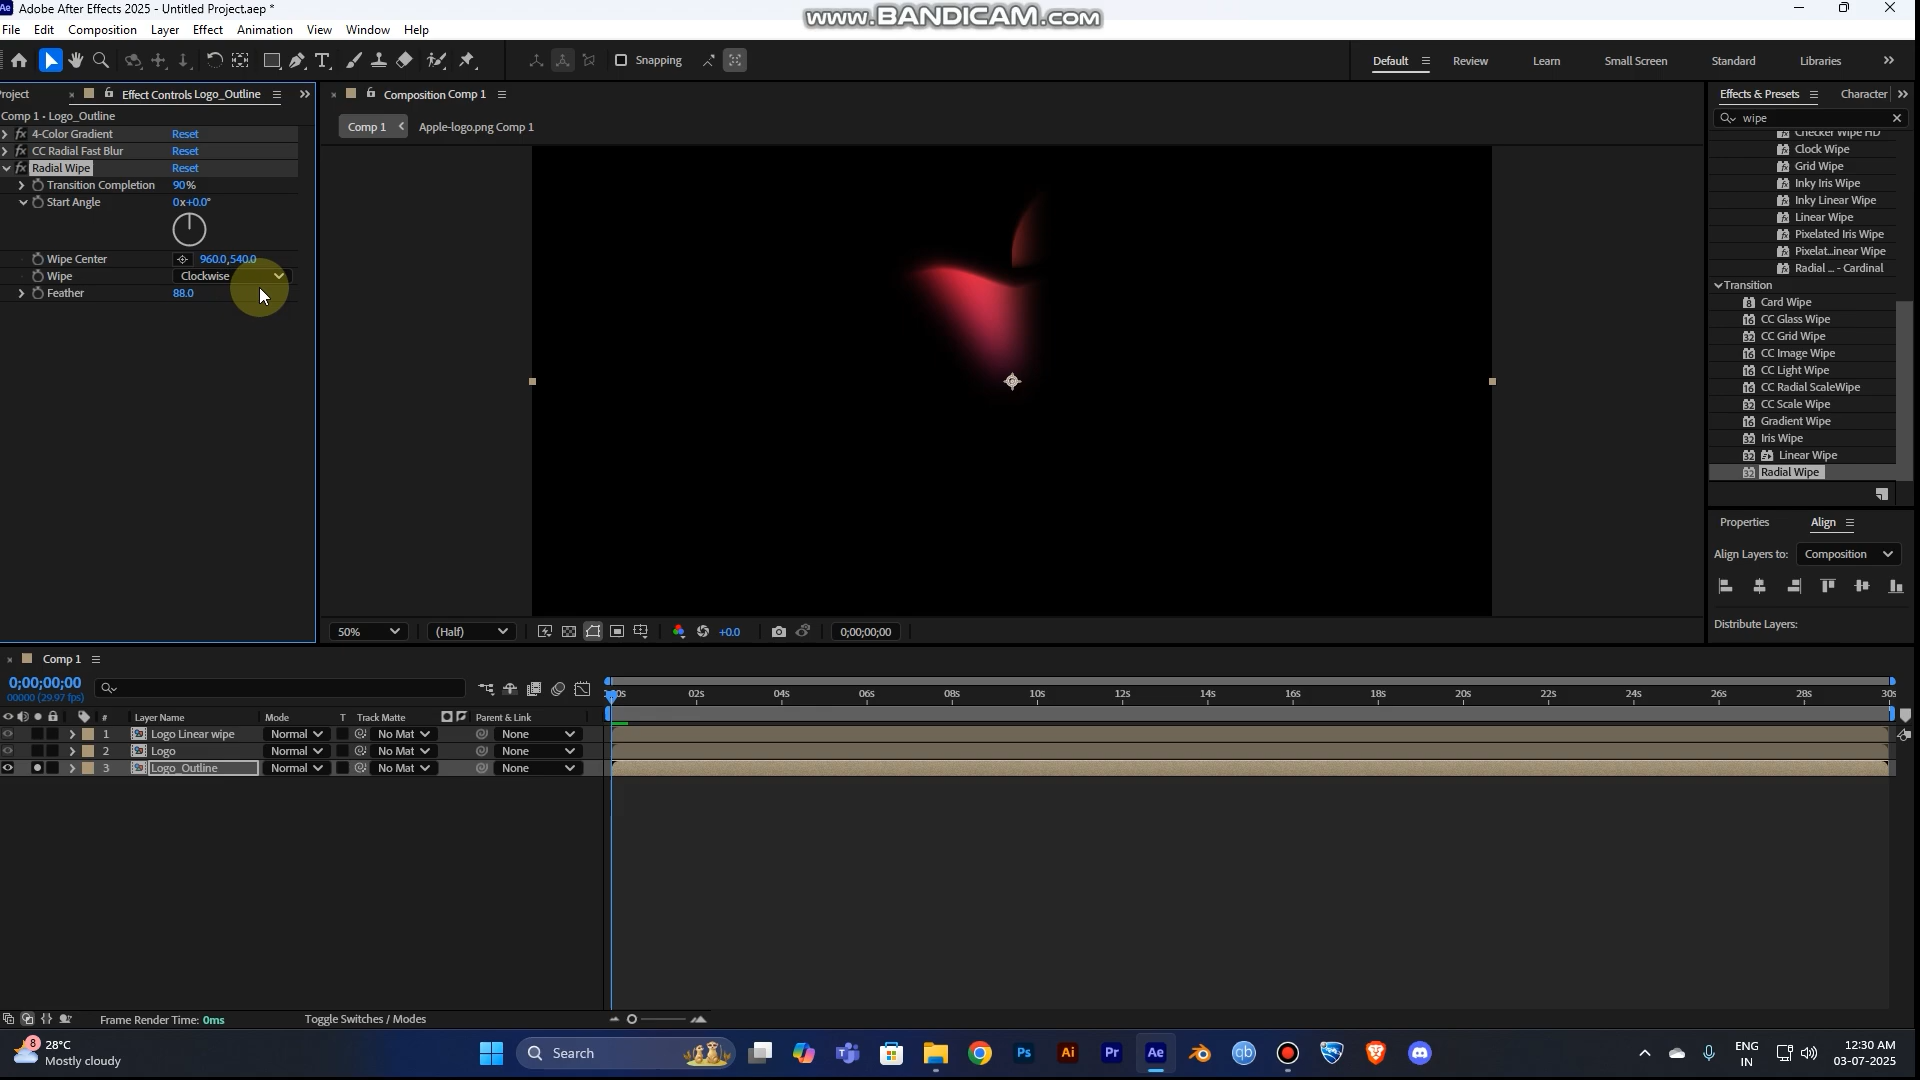 Adobe After Effects 2025 - Untitled Project.aep *
www.BANDICAM.com
File Edit Composition Layer Effect Animation View Window Help
Snapping
Default Review Learn Small Screen Standard Libraries
roject Effect Controls Logo_Outline
Composition Comp 1
Effects & Presets Character
Comp 1 • Logo_Outline
wipe
Comp 1 Apple-logo.png Comp 1
4-Color Gradient Reset
CC Radial Fast Blur Reset
Radial Wipe Reset
Transition Completion 90%
Start Angle 0x+0.0°
Wipe Center 960.0,540.0
Wipe Clockwise
Feather 88.0
Checker Wipe HD
Clock Wipe
Grid Wipe
Inky Iris Wipe
Inky Linear Wipe
Linear Wipe
Pixelated Iris Wipe
Pixelat...inear Wipe
Radial ... - Cardinal
Transition
Card Wipe
CC Glass Wipe
CC Grid Wipe
CC Image Wipe
CC Light Wipe
CC Radial ScaleWipe
CC Scale Wipe
Gradient Wipe
Iris Wipe
Linear Wipe
Radial Wipe
Properties Align
Align Layers to: Composition
Distribute Layers:
50% (Half) +0.0 0;00;00;00
Comp 1
0;00;00;00
00000 (29.97 fps)
02s 04s 06s 08s 10s 12s 14s 16s 18s 20s 22s 24s 26s 28s 30s
# Layer Name Mode T Track Matte Parent & Link
1 Logo Linear wipe Normal No Mat None
2 Logo Normal No Mat None
3 Logo_Outline Normal No Mat None
Frame Render Time: 0ms Toggle Switches / Modes
8 28°C
Mostly cloudy
Search
Ps Ai Pr Ae qb
ENG
IN
12:30 AM
03-07-2025